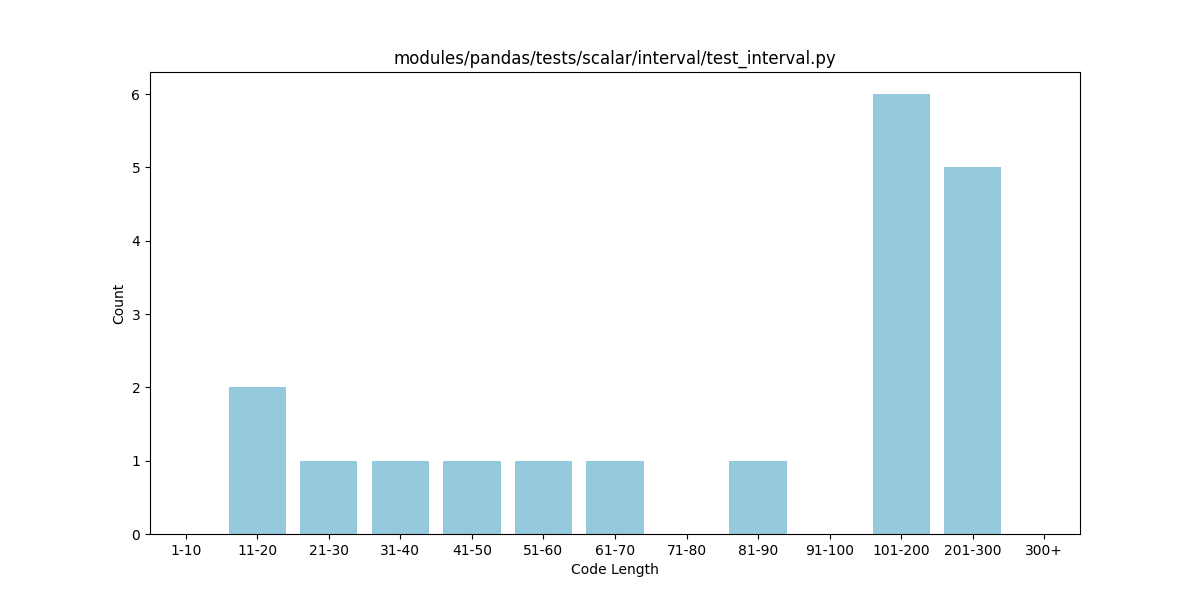 modules/pandas/tests/scalar/interval/test_interval.py
6
5
4
3
2
1
0
Count
1-10 11-20 21-30 31-40 41-50 51-60 61-70 71-80 81-90 91-100 101-200 201-300 300+
Code Length